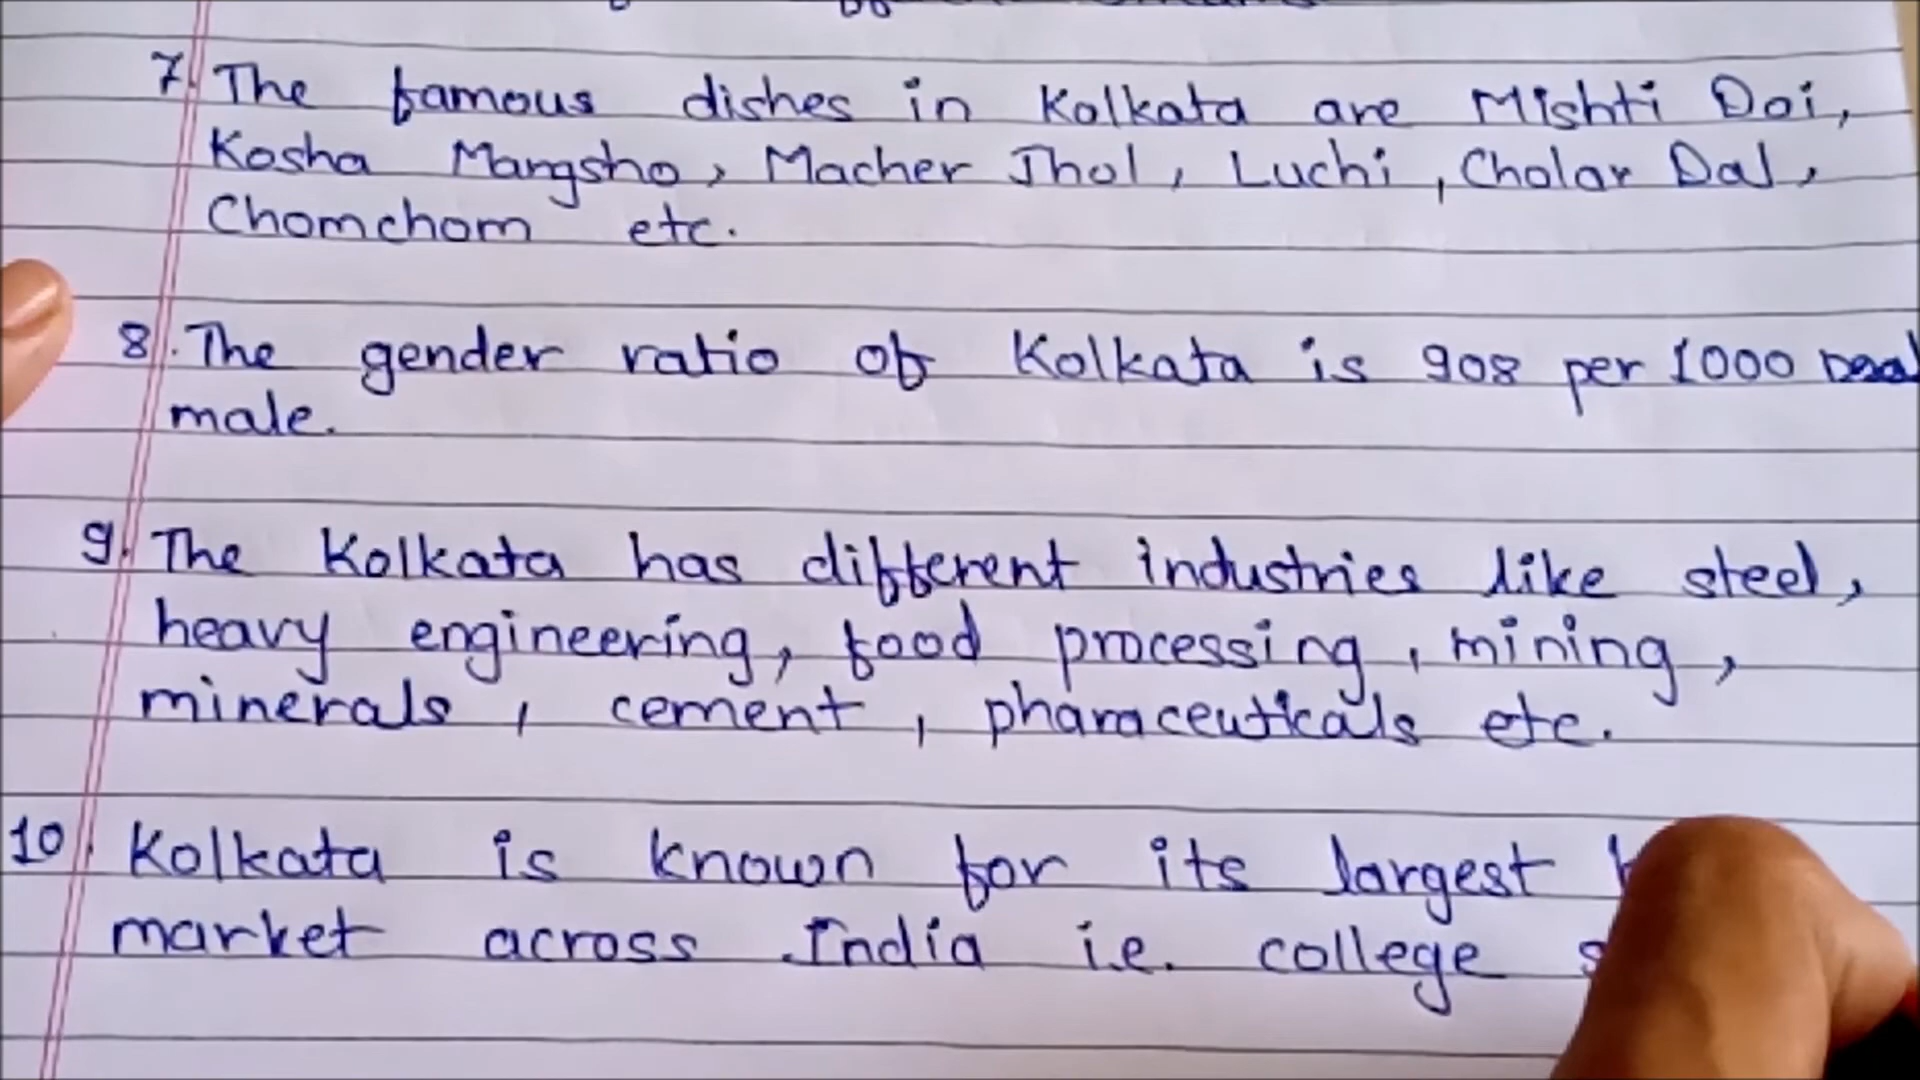 7. The famous dishes in Kolkata are Mishti Doi,
Kosha Mangsho, Macher Jhol, Luchi, Cholar Dal,
Chomchom etc.
8. The gender ratio of Kolkata is 908 per 1000
male.
9. The Kolkata has different industries like steel,
heavy engineering, food processing, mining,
minerals, cement, pharaceuticals etc.
10. Kolkata is known for its largest
market across India i.e. college